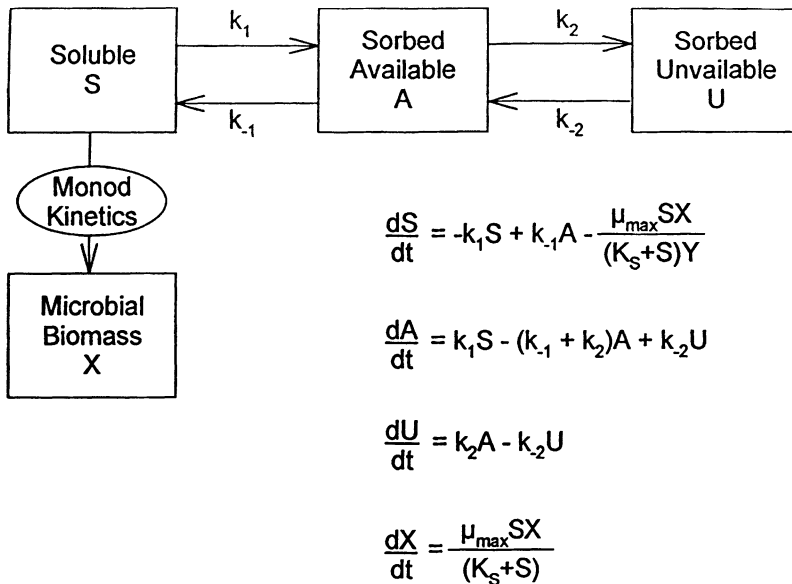 Soluble
S
k₁
k₋₁
Sorbed
Available
A
k₂
k₋₂
Sorbed
Unvailable
U
Monod
Kinetics
Microbial
Biomass
X
dS/dt = -k₁S + k₋₁A - μmaxSX/(KS+S)Y
dA/dt = k₁S - (k₋₁ + k₂)A + k₋₂U
dU/dt = k₂A - k₋₂U
dX/dt = μmaxSX/(KS+S)